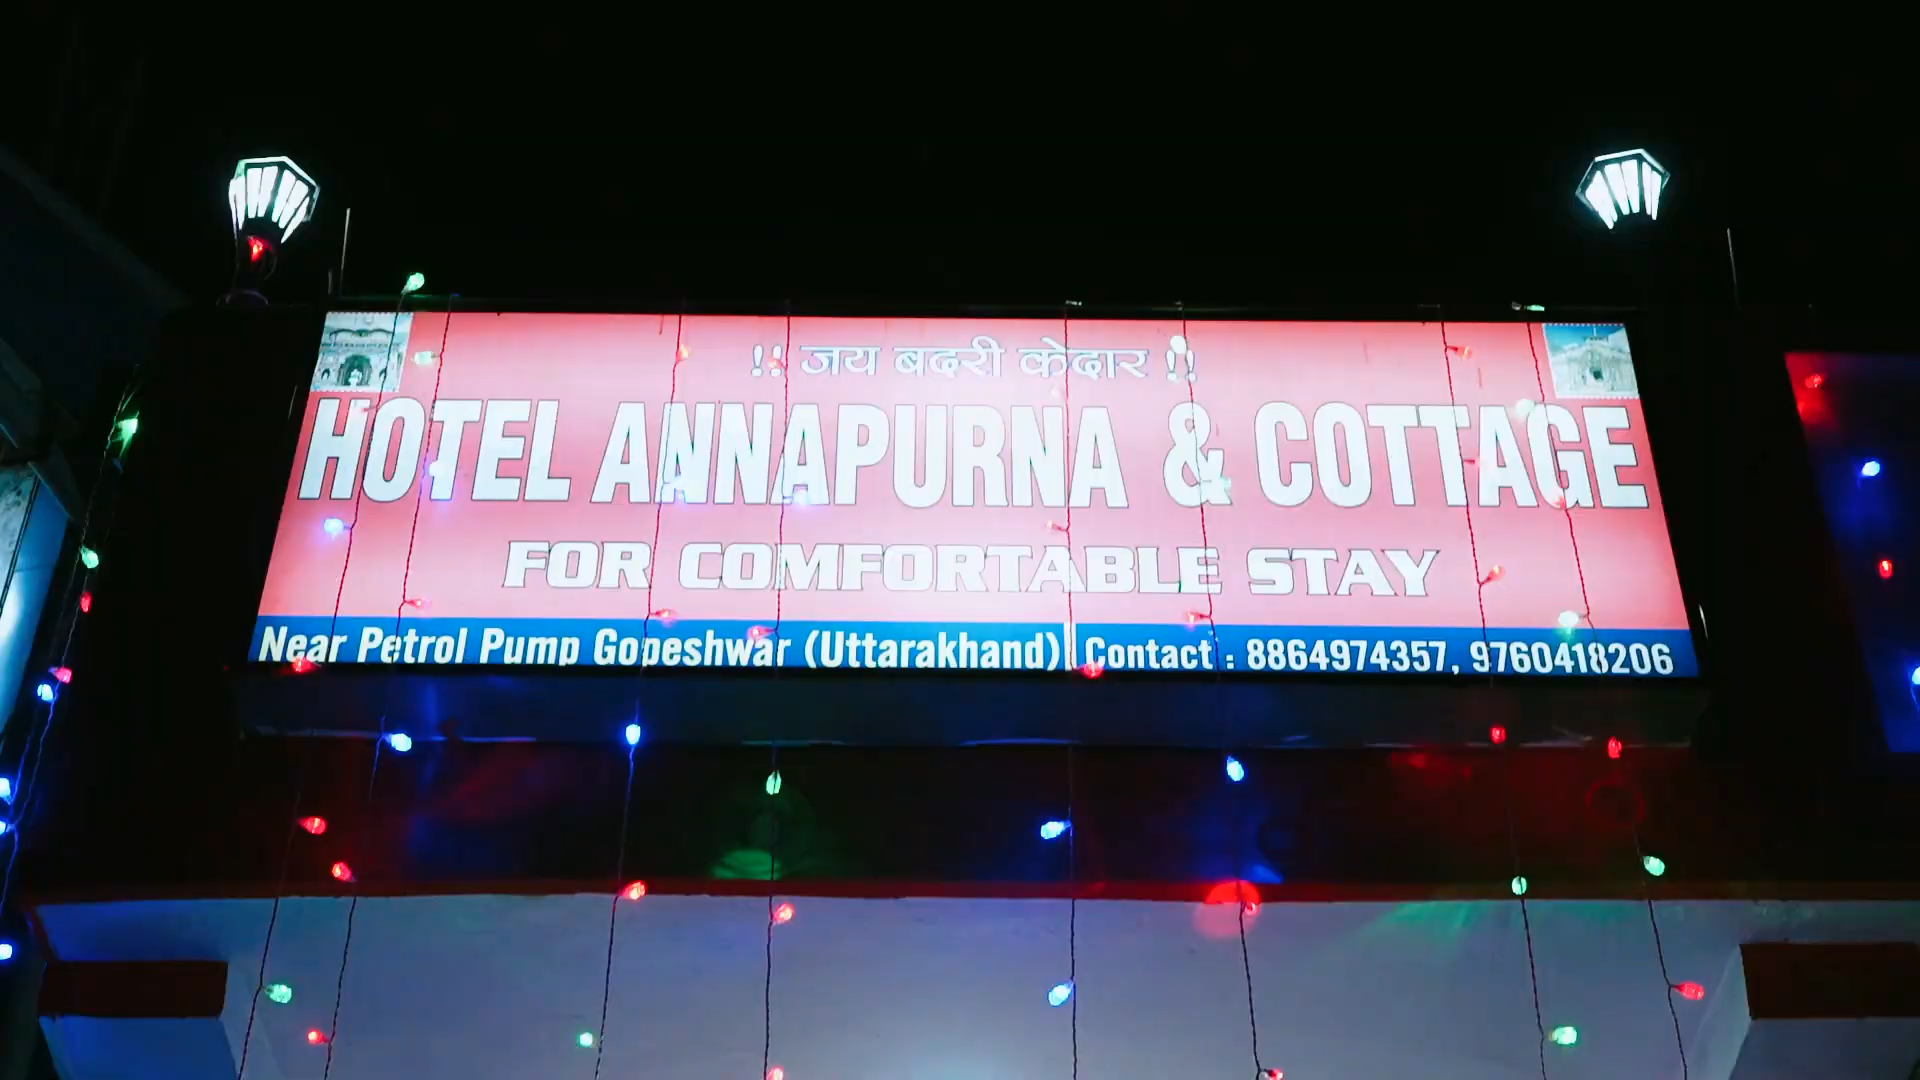 !! जय बदरी केदार !!
HOTEL ANNAPURNA & COTTAGE
FOR COMFORTABLE STAY
Near Petrol Pump Gopeshwar (Uttarakhand) Contact : 8864974357, 9760418206